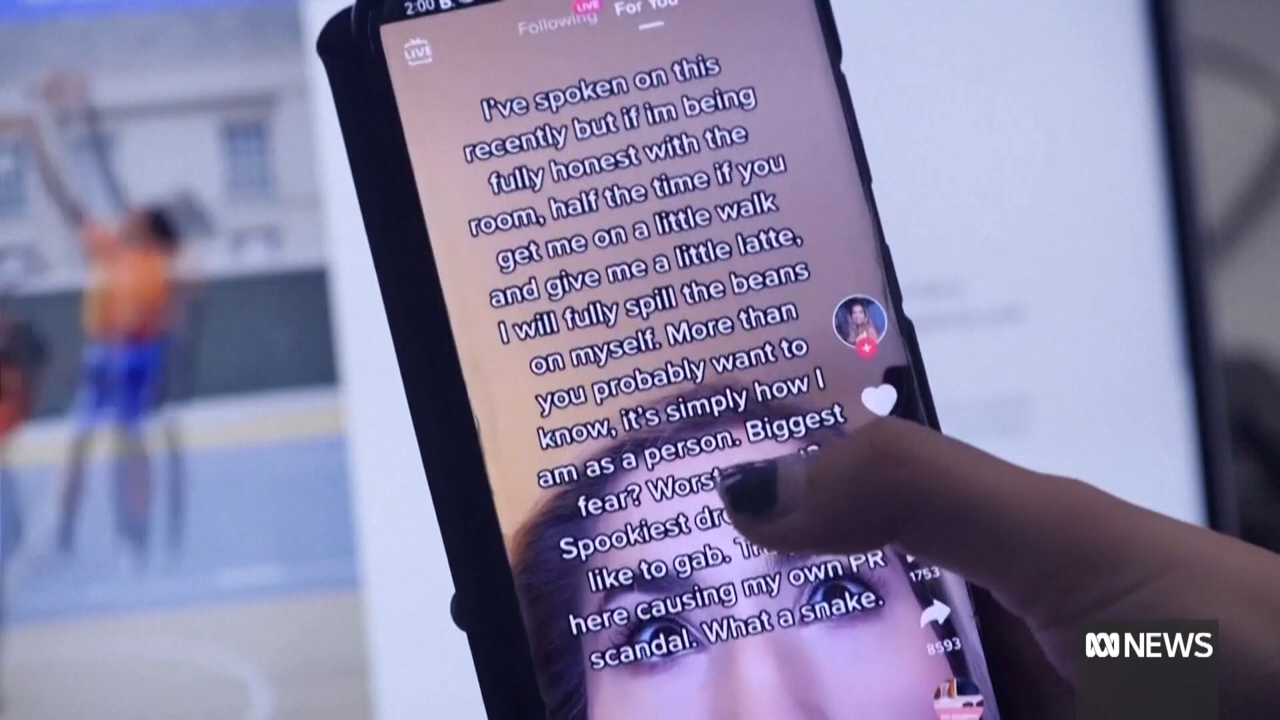 2:00 B.
LIVE
Following
For You
LIVE
I've spoken on this
recently but if im being
fully honest with the
room, half the time if you
get me on a little walk
and give me a little latte,
I will fully spill the beans
on myself. More than
you probably want to
know, it's simply how I
am as a person. Biggest
fear? Worst
Spookiest
like to gab.
here causing my own PR
scandal. What a snake.
1753
8593
ABC NEWS